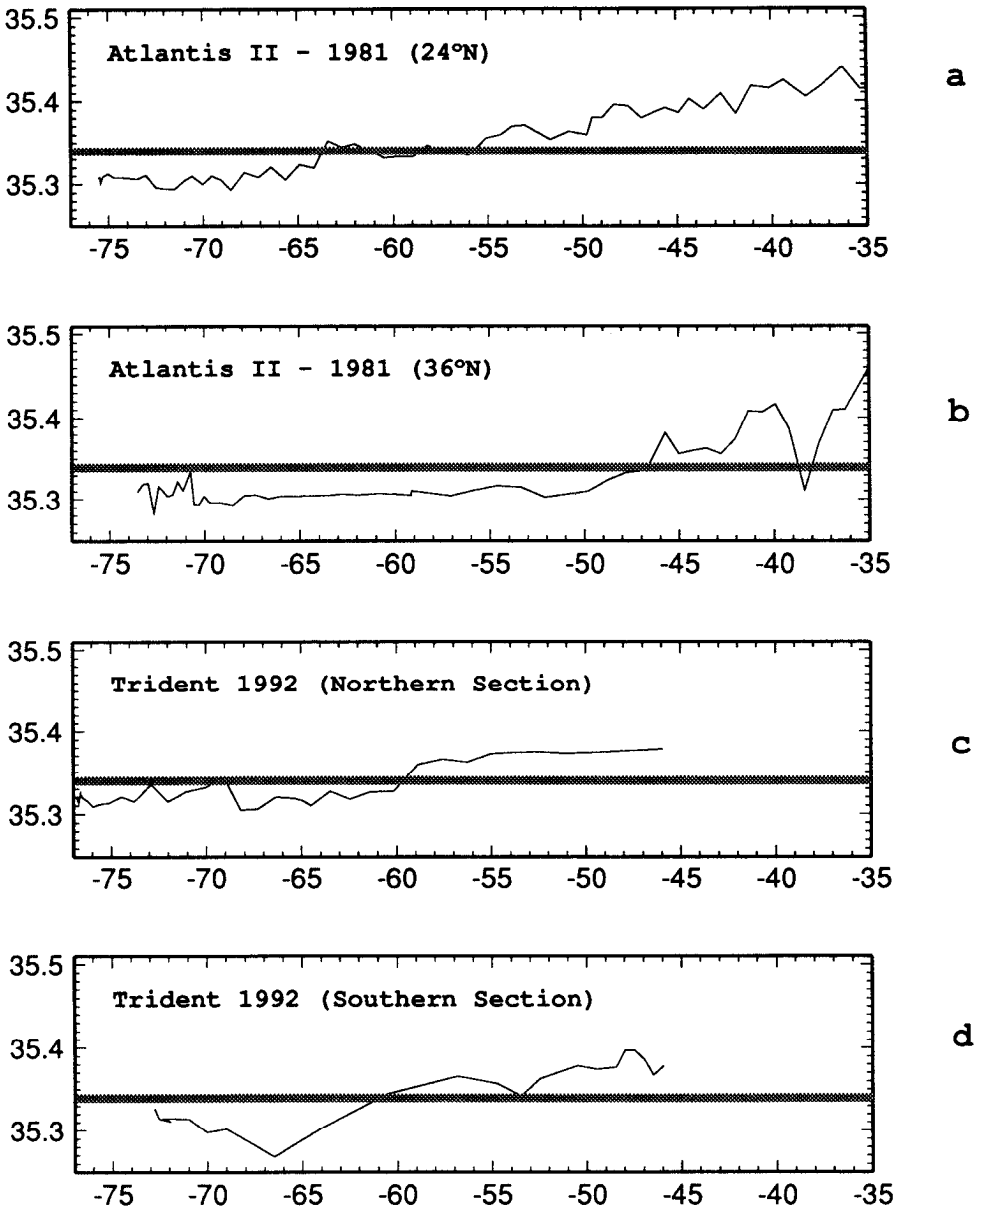 35.5
Atlantis II - 1981 (24°N)
a
35.4
35.3
-75 -70 -65 -60 -55 -50 -45 -40 -35
35.5
Atlantis II - 1981 (36°N)
b
35.4
35.3
-75 -70 -65 -60 -55 -50 -45 -40 -35
35.5
Trident 1992 (Northern Section)
c
35.4
35.3
-75 -70 -65 -60 -55 -50 -45 -40 -35
35.5
Trident 1992 (Southern Section)
d
35.4
35.3
-75 -70 -65 -60 -55 -50 -45 -40 -35